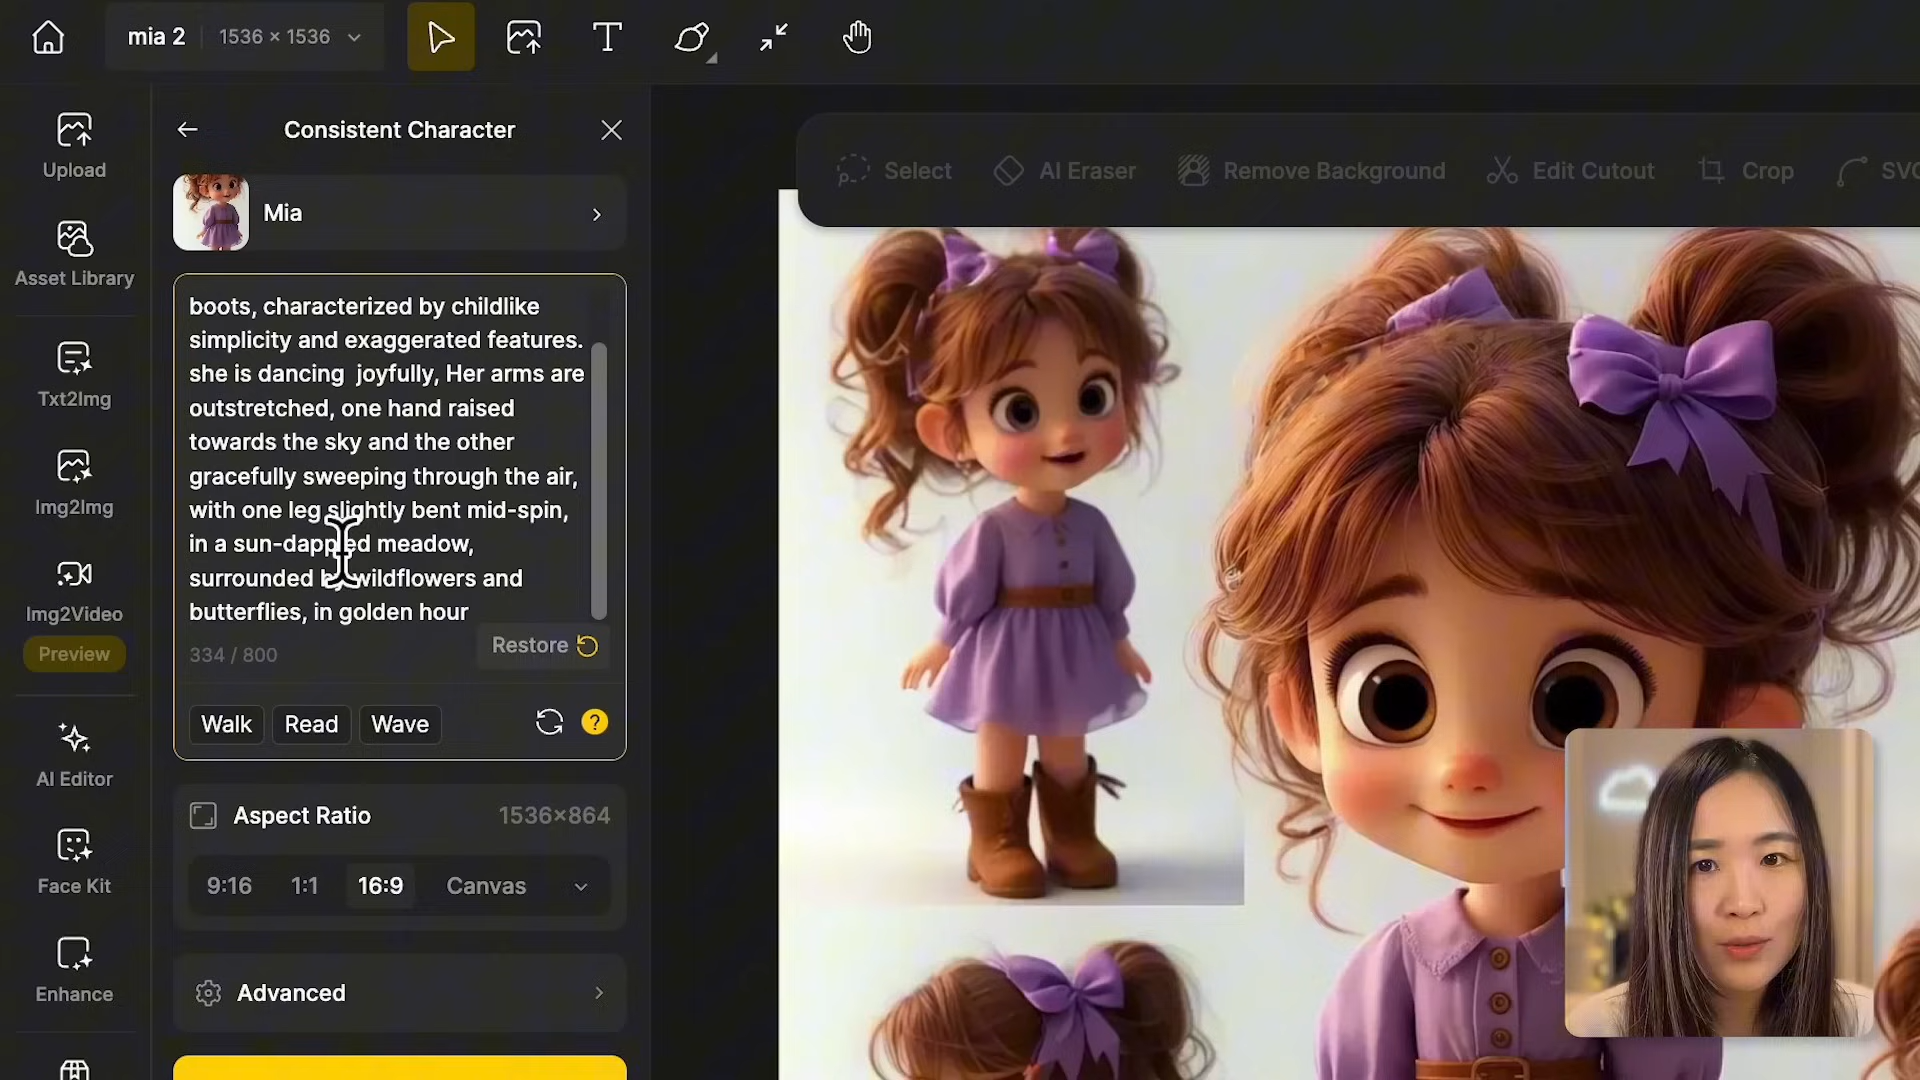 mia 2 1536 × 1536
Upload
Asset Library
Txt2Img
Img2Img
Img2Video
Preview
AI Editor
Face Kit
Enhance
Consistent Character
Mia
boots, characterized by childlike
simplicity and exaggerated features.
she is dancing joyfully, Her arms are
outstretched, one hand raised
towards the sky and the other
gracefully sweeping through the air,
with one leg slightly bent mid-spin,
in a sun-dappled meadow,
surrounded by wildflowers and
butterflies, in golden hour
334 / 800
Restore
Walk Read Wave
?
Aspect Ratio 1536×864
9:16 1:1 16:9 Canvas
Advanced
Select AI Eraser Remove Background Edit Cutout Crop SVG